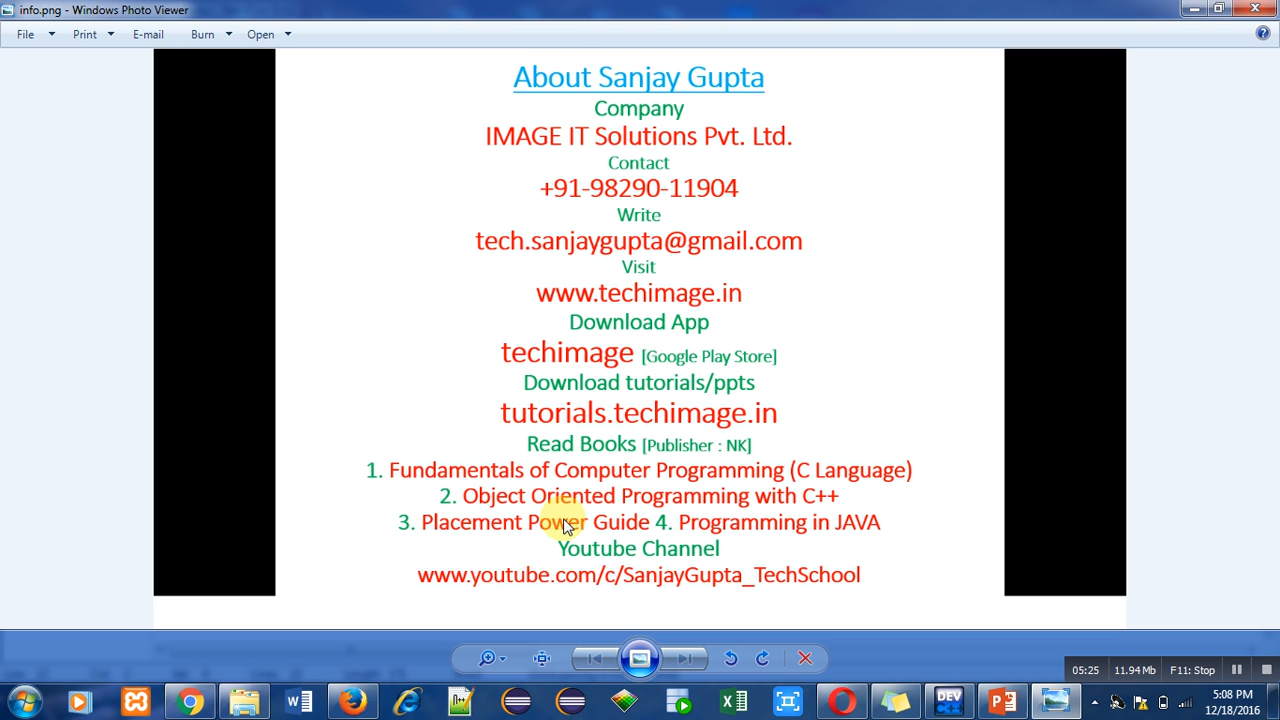 info.png - Windows Photo Viewer
File Print E-mail Burn Open
About Sanjay Gupta
Company
IMAGE IT Solutions Pvt. Ltd.
Contact
+91-98290-11904
Write
tech.sanjaygupta@gmail.com
Visit
www.techimage.in
Download App
techimage [Google Play Store]
Download tutorials/ppts
tutorials.techimage.in
Read Books [Publisher : NK]
1. Fundamentals of Computer Programming (C Language)
2. Object Oriented Programming with C++
3. Placement Power Guide 4. Programming in JAVA
Youtube Channel
www.youtube.com/c/SanjayGupta_TechSchool
05:25 11.94 Mb F11: Stop
DEV
5:08 PM
12/18/2016